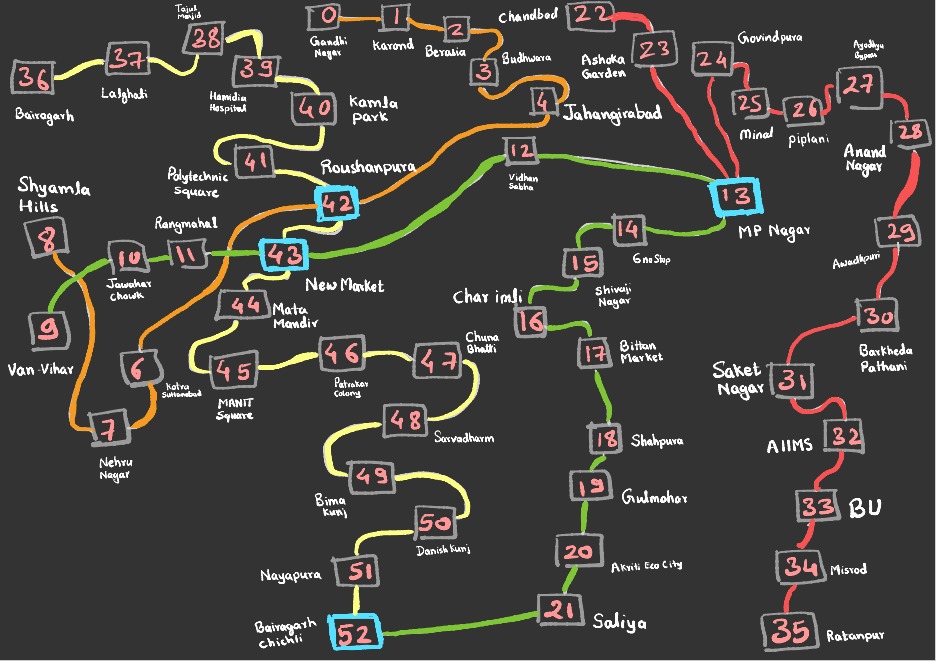 0
Gandhi
Nagar
1
Karond
2
Berasia
3
Budhwara
4
Jahangirabad
Chandbad
22
23
Ashoka
Garden
24
Govindpura
25
Minal
26
piplani
Ayodhya
Bypass
27
28
Anand
Nagar
29
Awadhpuri
30
Barkheda
Pathani
31
Saket
Nagar
32
AIIMS
33
BU
34
Misrod
35
Ratanpur
36
Bairagarh
37
Lalghati
38
Masjid
39
Hamidia
Hospital
40
Kamla
park
41
Polytechnic
Square
Roushanpura
42
43
New Market
12
Vidhan
Sabha
13
MP Nagar
Shyamla
Hills
8
9
Van-Vihar
10
Jawahar
Chowk
Rangmahal
11
6
Kotra
Sultanabad
7
Nehru
Nagar
44
Mata
Mandir
45
MANIT
Square
46
Patrakar
Colony
47
Chuna
Bhatti
48
Sarvadharm
49
Bima
Kunj
50
Danish Kunj
51
Nayapura
52
Bairagarh
chichli
14
6 no Stop
15
Shivaji
Nagar
Char imli
16
17
Bittan
Market
18
Shahpura
19
Gulmohar
20
Akriti Eco City
21
Saliya